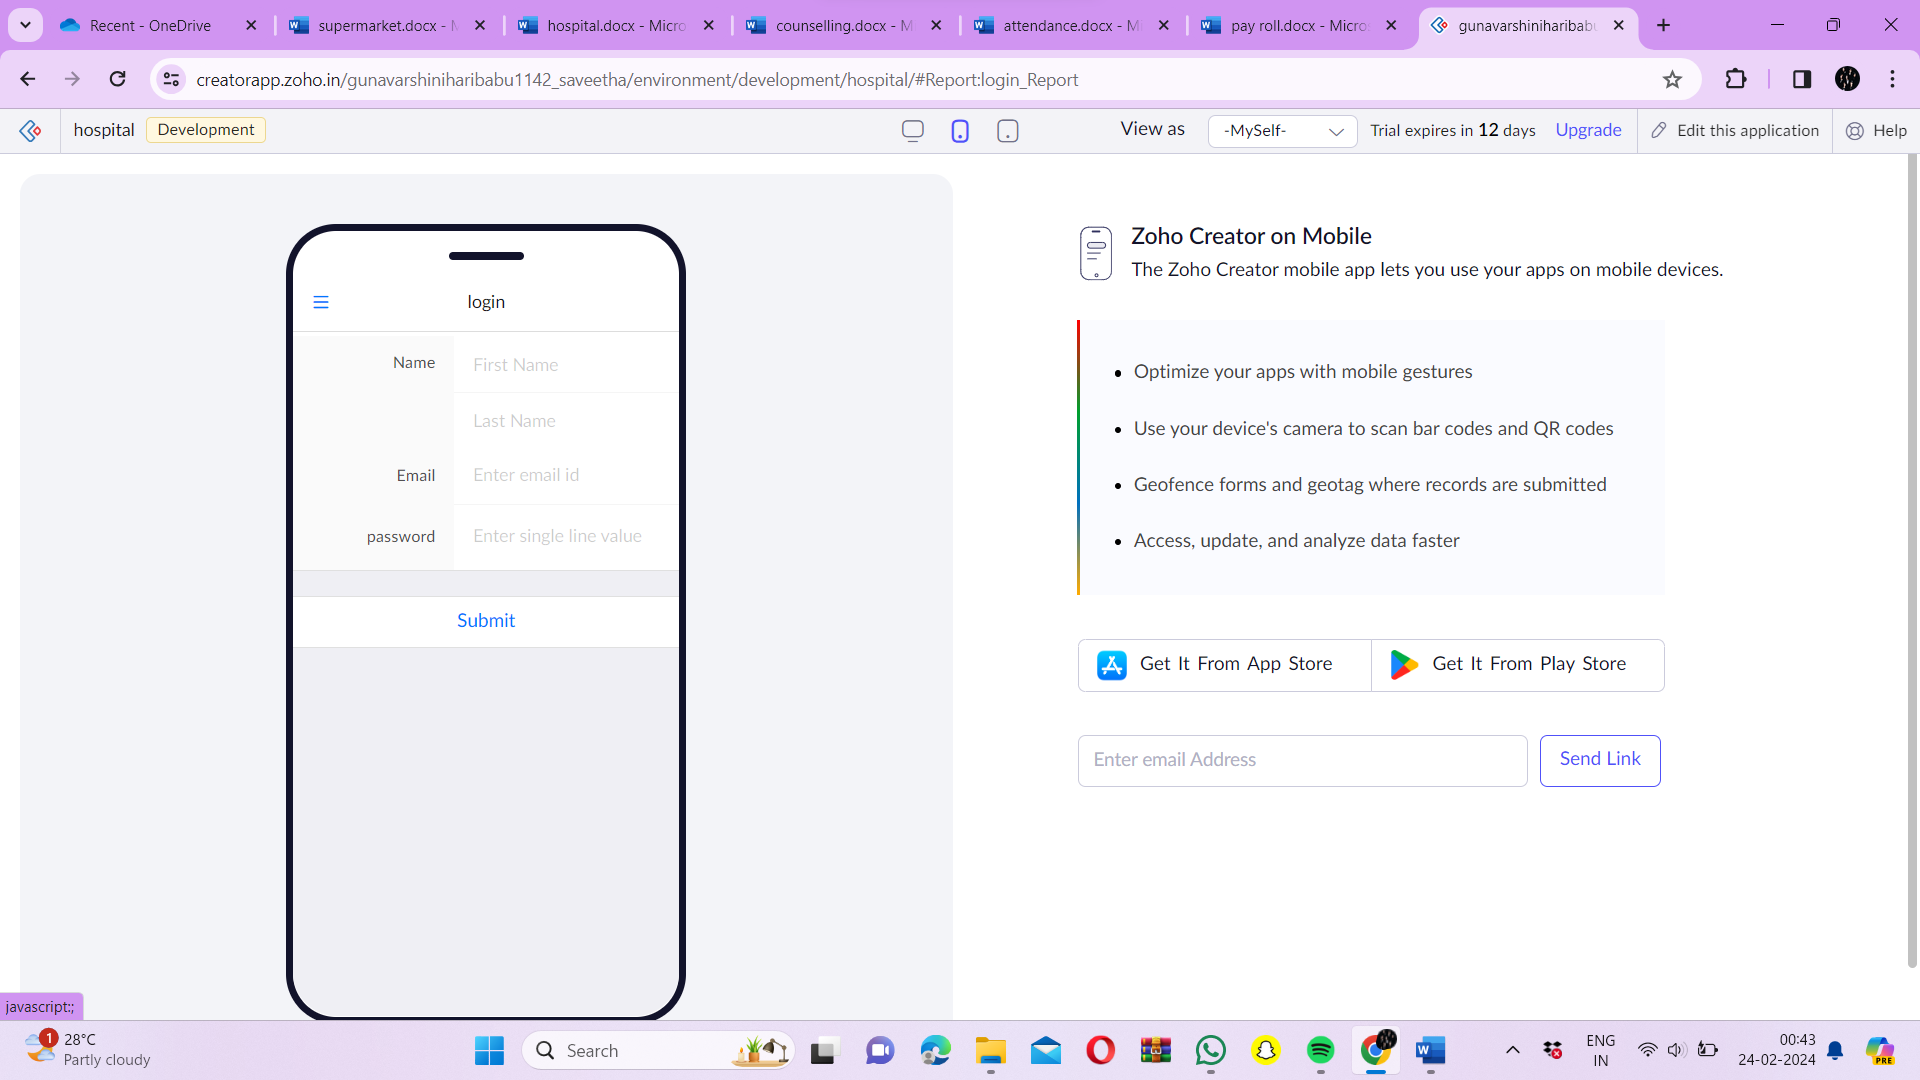 Recent - OneDrive
supermarket.docx - M
hospital.docx - Micro
counselling.docx - M
attendance.docx - Mi
pay roll.docx - Micro
gunavarshiniharibabu
creatorapp.zoho.in/gunavarshiniharibabu1142_saveetha/environment/development/hospital/#Report:login_Report
hospital
Development
View as
-MySelf-
Trial expires in 12 days
Upgrade
Edit this application
Help
login
Name
First Name
Last Name
Email
Enter email id
password
Enter single line value
Submit
Zoho Creator on Mobile
The Zoho Creator mobile app lets you use your apps on mobile devices.
Optimize your apps with mobile gestures
Use your device's camera to scan bar codes and QR codes
Geofence forms and geotag where records are submitted
Access, update, and analyze data faster
Get It From App Store
Get It From Play Store
Enter email Address
Send Link
javascript:;
1
28°C
Partly cloudy
Search
ENG
IN
00:43
24-02-2024
PRE